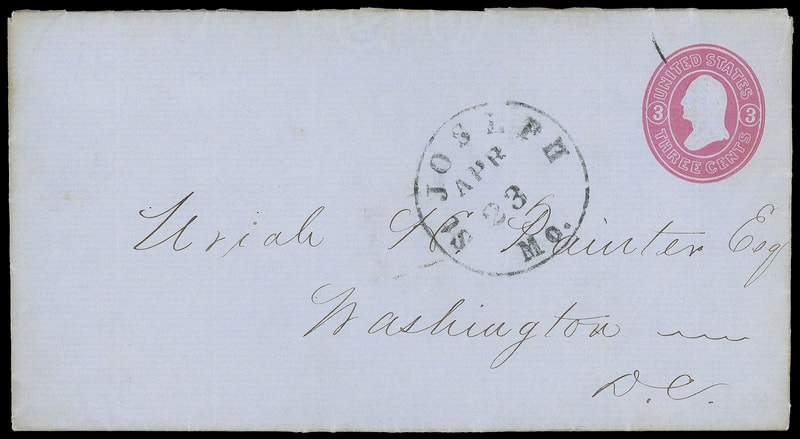 UNITED STATES
3 3
THREE CENTS
ST JOSEPH
APR
23
Mo.
Uriah H Painter Esq
Washington
D.C.